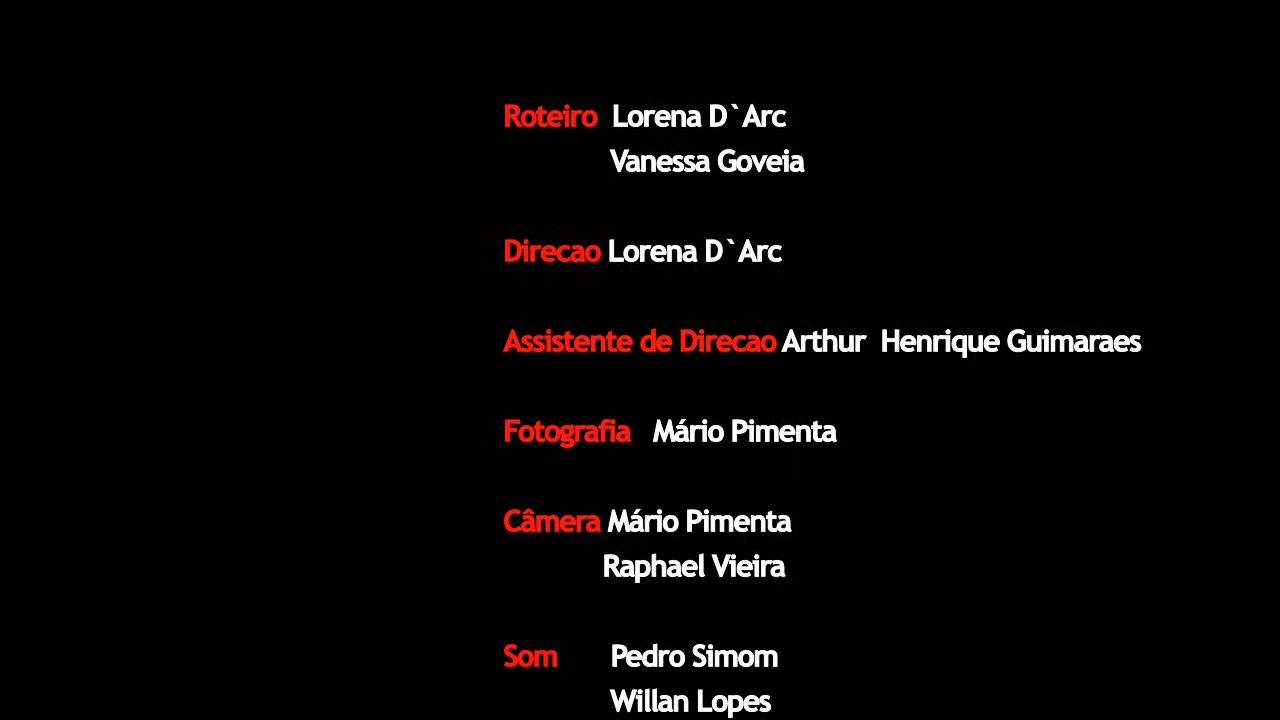 Roteiro Lorena D`Arc
Vanessa Goveia
Direcao Lorena D`Arc
Assistente de Direcao Arthur Henrique Guimaraes
Fotografia Mário Pimenta
Câmera Mário Pimenta
Raphael Vieira
Som Pedro Simom
Willan Lopes